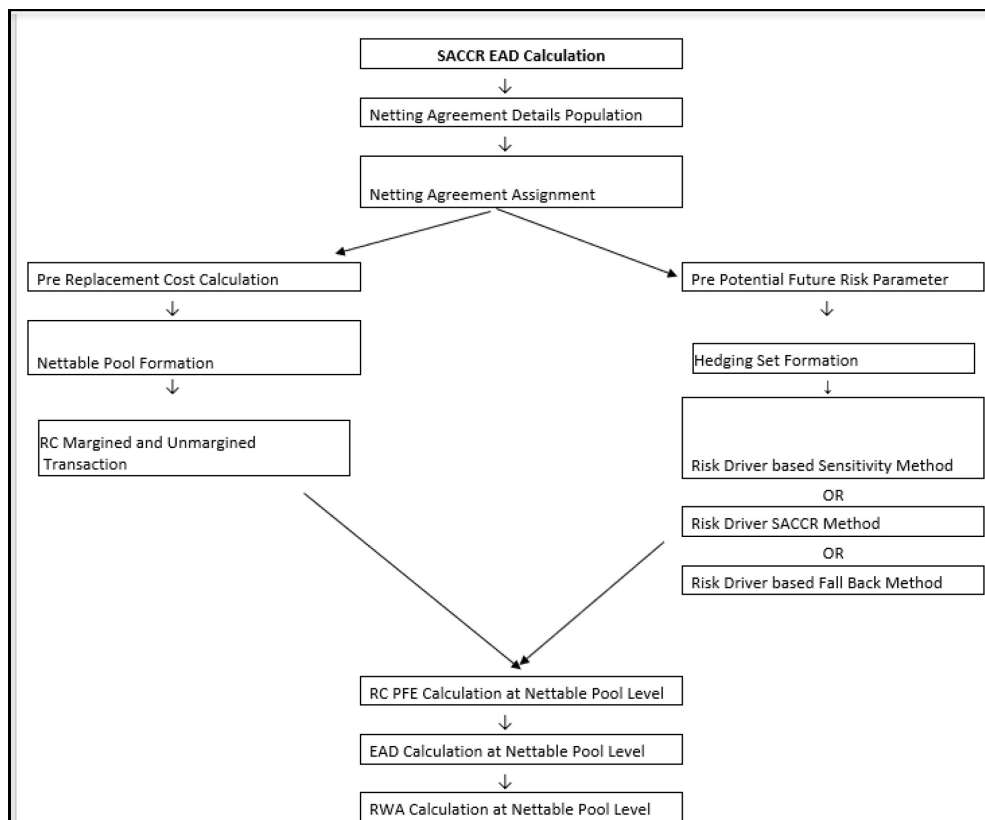 SACCR EAD Calculation
Netting Agreement Details Population
Netting Agreement Assignment
Pre Replacement Cost Calculation
Pre Potential Future Risk Parameter
Nettable Pool Formation
Hedging Set Formation
RC Margined and Unmargined
Transaction
Risk Driver based Sensitivity Method
OR
Risk Driver SACCR Method
OR
Risk Driver based Fall Back Method
RC PFE Calculation at Nettable Pool Level
EAD Calculation at Nettable Pool Level
RWA Calculation at Nettable Pool Level